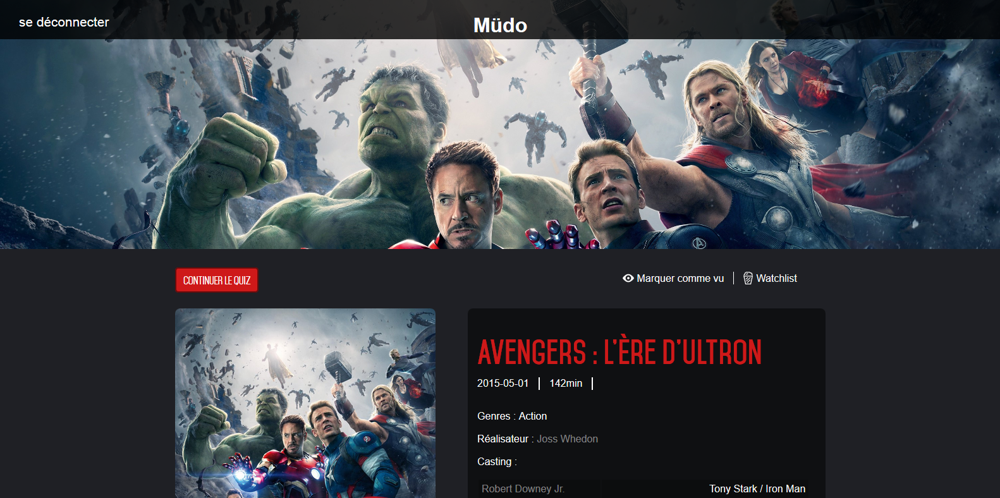 se déconnecter
Müdo
CONTINUER LE QUIZ
Marquer comme vu | Watchlist
AVENGERS : L'ÈRE D'ULTRON
2015-05-01 | 142min |
Genres : Action
Réalisateur : Joss Whedon
Casting :
Robert Downey Jr. Tony Stark / Iron Man